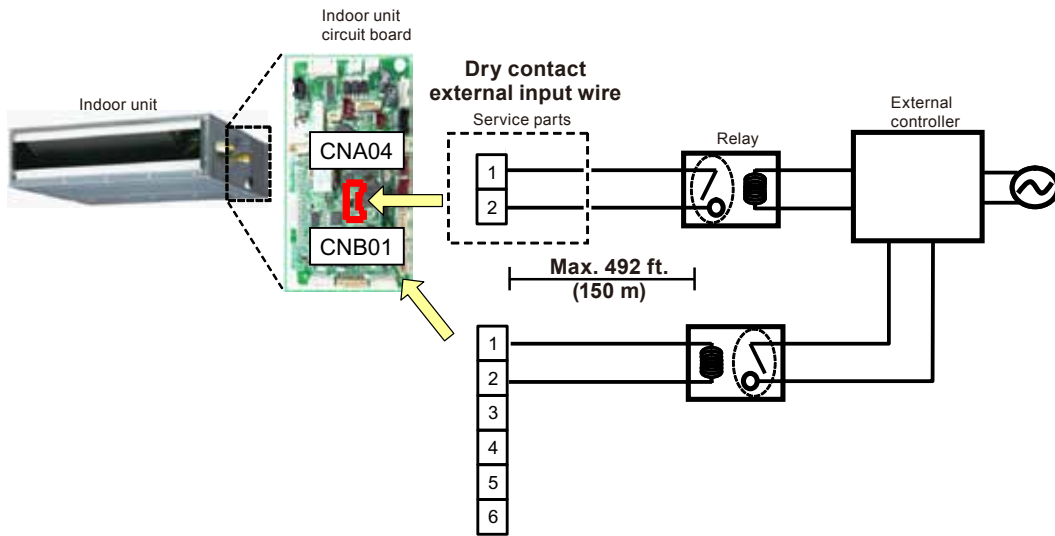 Indoor unit
circuit board
Indoor unit
CNA04
CNB01
Dry contact
external input wire
Service parts
1
2
Relay
External
controller
Max. 492 ft.
(150 m)
1
2
3
4
5
6